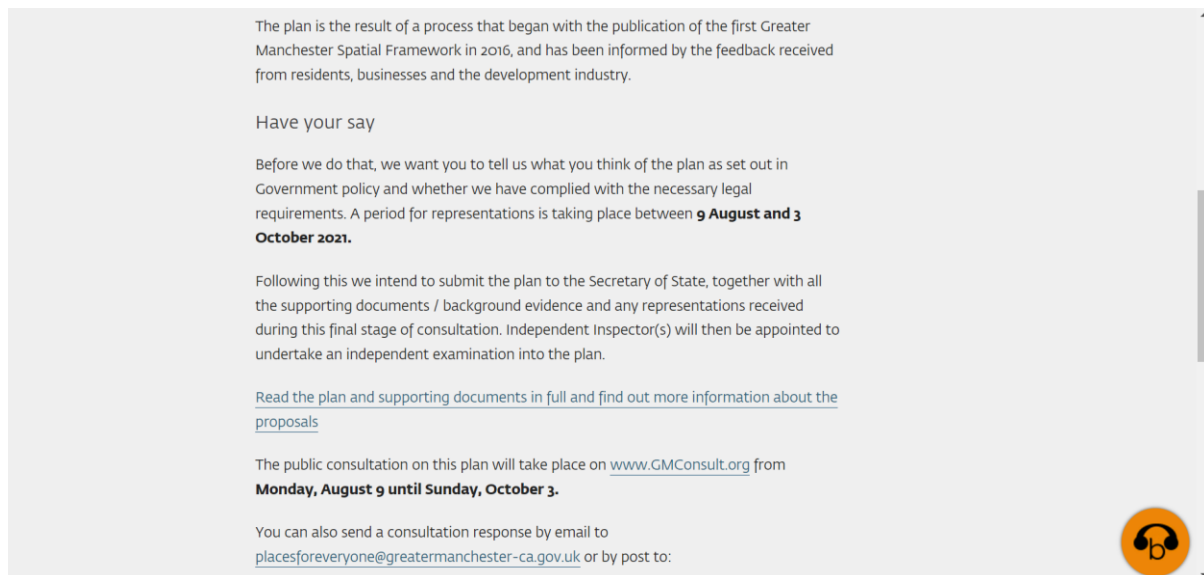 The plan is the result of a process that began with the publication of the first Greater
Manchester Spatial Framework in 2016, and has been informed by the feedback received
from residents, businesses and the development industry.
Have your say
Before we do that, we want you to tell us what you think of the plan as set out in
Government policy and whether we have complied with the necessary legal
requirements. A period for representations is taking place between 9 August and 3
October 2021.
Following this we intend to submit the plan to the Secretary of State, together with all
the supporting documents / background evidence and any representations received
during this final stage of consultation. Independent Inspector(s) will then be appointed to
undertake an independent examination into the plan.
Read the plan and supporting documents in full and find out more information about the
proposals
The public consultation on this plan will take place on www.GMConsult.org from
Monday, August 9 until Sunday, October 3.
You can also send a consultation response by email to
placesforeveryone@greatermanchester-ca.gov.uk or by post to:
b